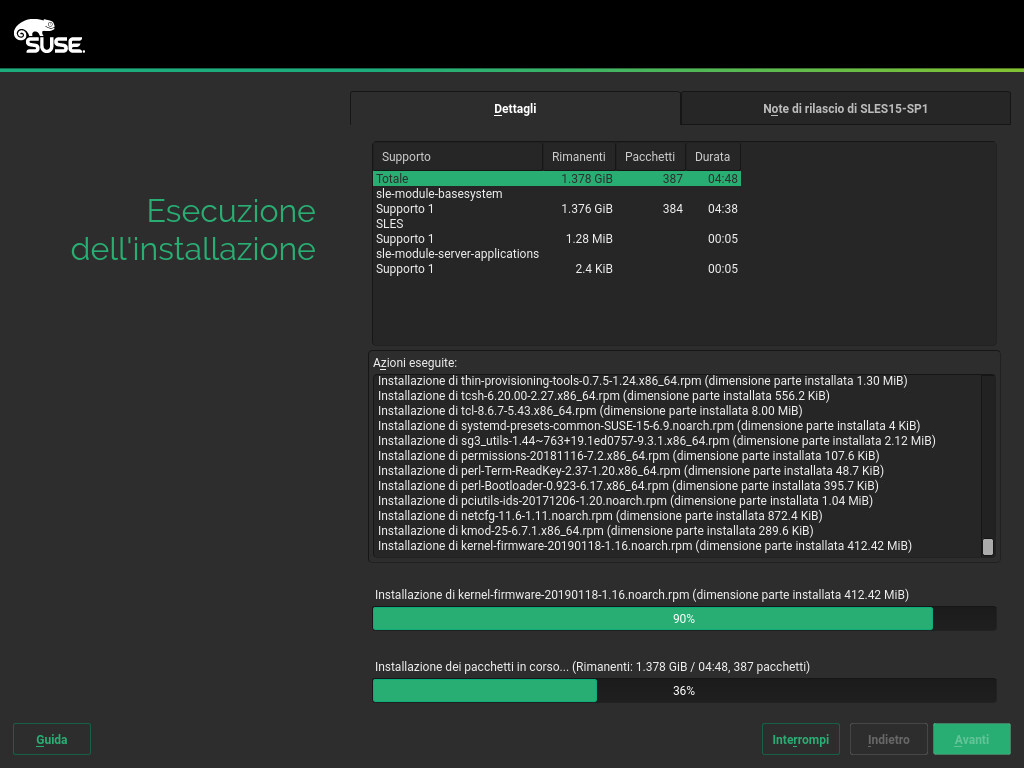 SUSE.
Dettagli
Note di rilascio di SLES15-SP1
Esecuzione
dell'installazione
Supporto Rimanenti Pacchetti Durata
Totale 1.378 GiB 387 04:48
sle-module-basesystem
Supporto 1 1.376 GiB 384 04:38
SLES
Supporto 1 1.28 MiB 00:05
sle-module-server-applications
Supporto 1 2.4 KiB 00:05
Azioni eseguite:
Installazione di thin-provisioning-tools-0.7.5-1.24.x86_64.rpm (dimensione parte installata 1.30 MiB)
Installazione di tcsh-6.20.00-2.27.x86_64.rpm (dimensione parte installata 556.2 KiB)
Installazione di tcl-8.6.7-5.43.x86_64.rpm (dimensione parte installata 8.00 MiB)
Installazione di systemd-presets-common-SUSE-15-6.9.noarch.rpm (dimensione parte installata 4 KiB)
Installazione di sg3_utils-1.44~763+19.1ed0757-9.3.1.x86_64.rpm (dimensione parte installata 2.12 MiB)
Installazione di permissions-20181116-7.2.x86_64.rpm (dimensione parte installata 107.6 KiB)
Installazione di perl-Term-ReadKey-2.37-1.20.x86_64.rpm (dimensione parte installata 48.7 KiB)
Installazione di perl-Bootloader-0.923-6.17.x86_64.rpm (dimensione parte installata 395.7 KiB)
Installazione di pciutils-ids-20171206-1.20.noarch.rpm (dimensione parte installata 1.04 MiB)
Installazione di netcfg-11.6-1.11.noarch.rpm (dimensione parte installata 872.4 KiB)
Installazione di kmod-25-6.7.1.x86_64.rpm (dimensione parte installata 289.6 KiB)
Installazione di kernel-firmware-20190118-1.16.noarch.rpm (dimensione parte installata 412.42 MiB)
Installazione di kernel-firmware-20190118-1.16.noarch.rpm (dimensione parte installata 412.42 MiB)
90%
Installazione dei pacchetti in corso... (Rimanenti: 1.378 GiB / 04:48, 387 pacchetti)
36%
Guida
Interrompi
Indietro
Avanti